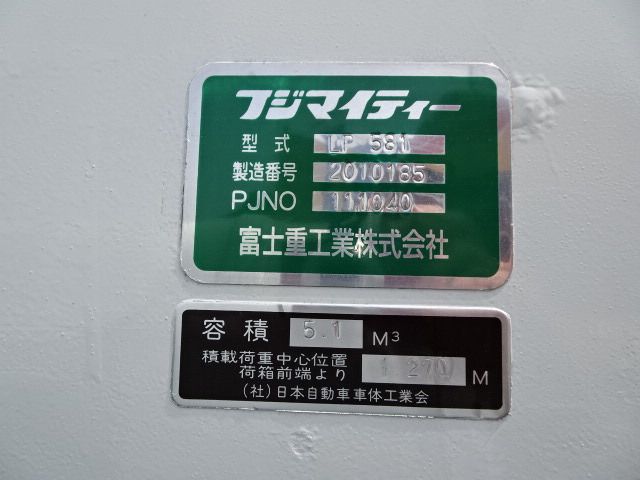 フジマイティー
型式 LP 581
製造番号 2010185
PJNO 111040
富士重工業株式会社
容積 5.1 M³
積載荷重中心位置
荷箱前端より 1 270 M
(社)日本自動車車体工業会